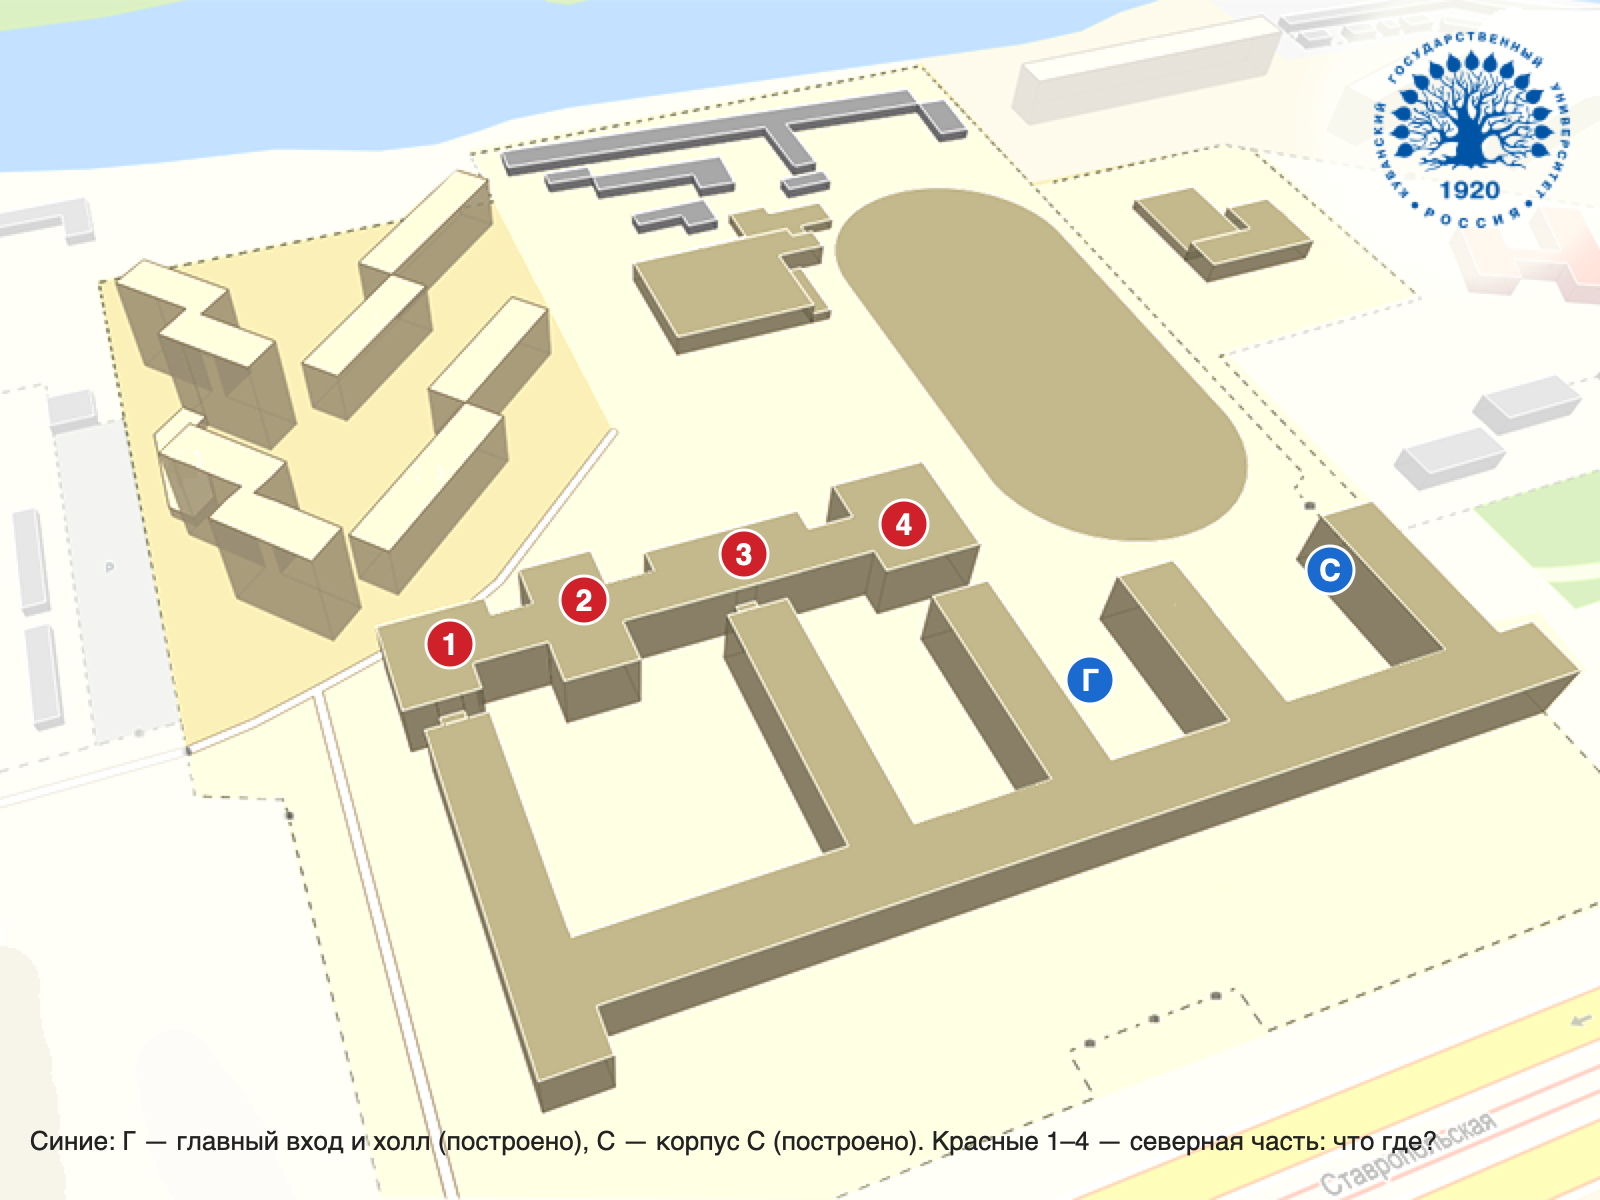 КУБАНСКИЙ ГОСУДАРСТВЕННЫЙ УНИВЕРСИТЕТ
1920
• РОССИЯ •
4
3
С
2
1
Г
P
Синие: Г — главный вход и холл (построено), С — корпус С (построено). Красные 1–4 — северная часть: что где?
Ставропольская